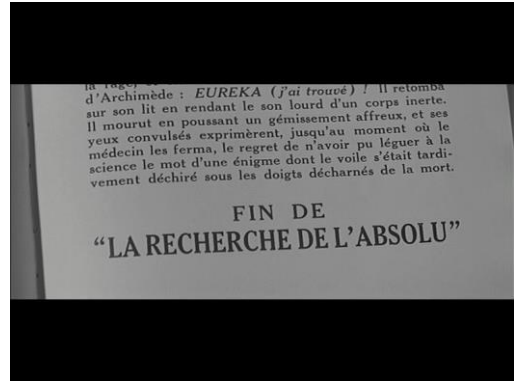 la rage,
d'Archimède : EUREKA (j'ai trouvé) ! Il retomba
sur son lit en rendant le son lourd d'un corps inerte.
Il mourut en poussant un gémissement affreux, et ses
yeux convulsés exprimèrent, jusqu'au moment où le
médecin les ferma, le regret de n'avoir pu léguer à la
science le mot d'une énigme dont le voile s'était tardi-
vement déchiré sous les doigts décharnés de la mort.
FIN DE
“LA RECHERCHE DE L'ABSOLU”